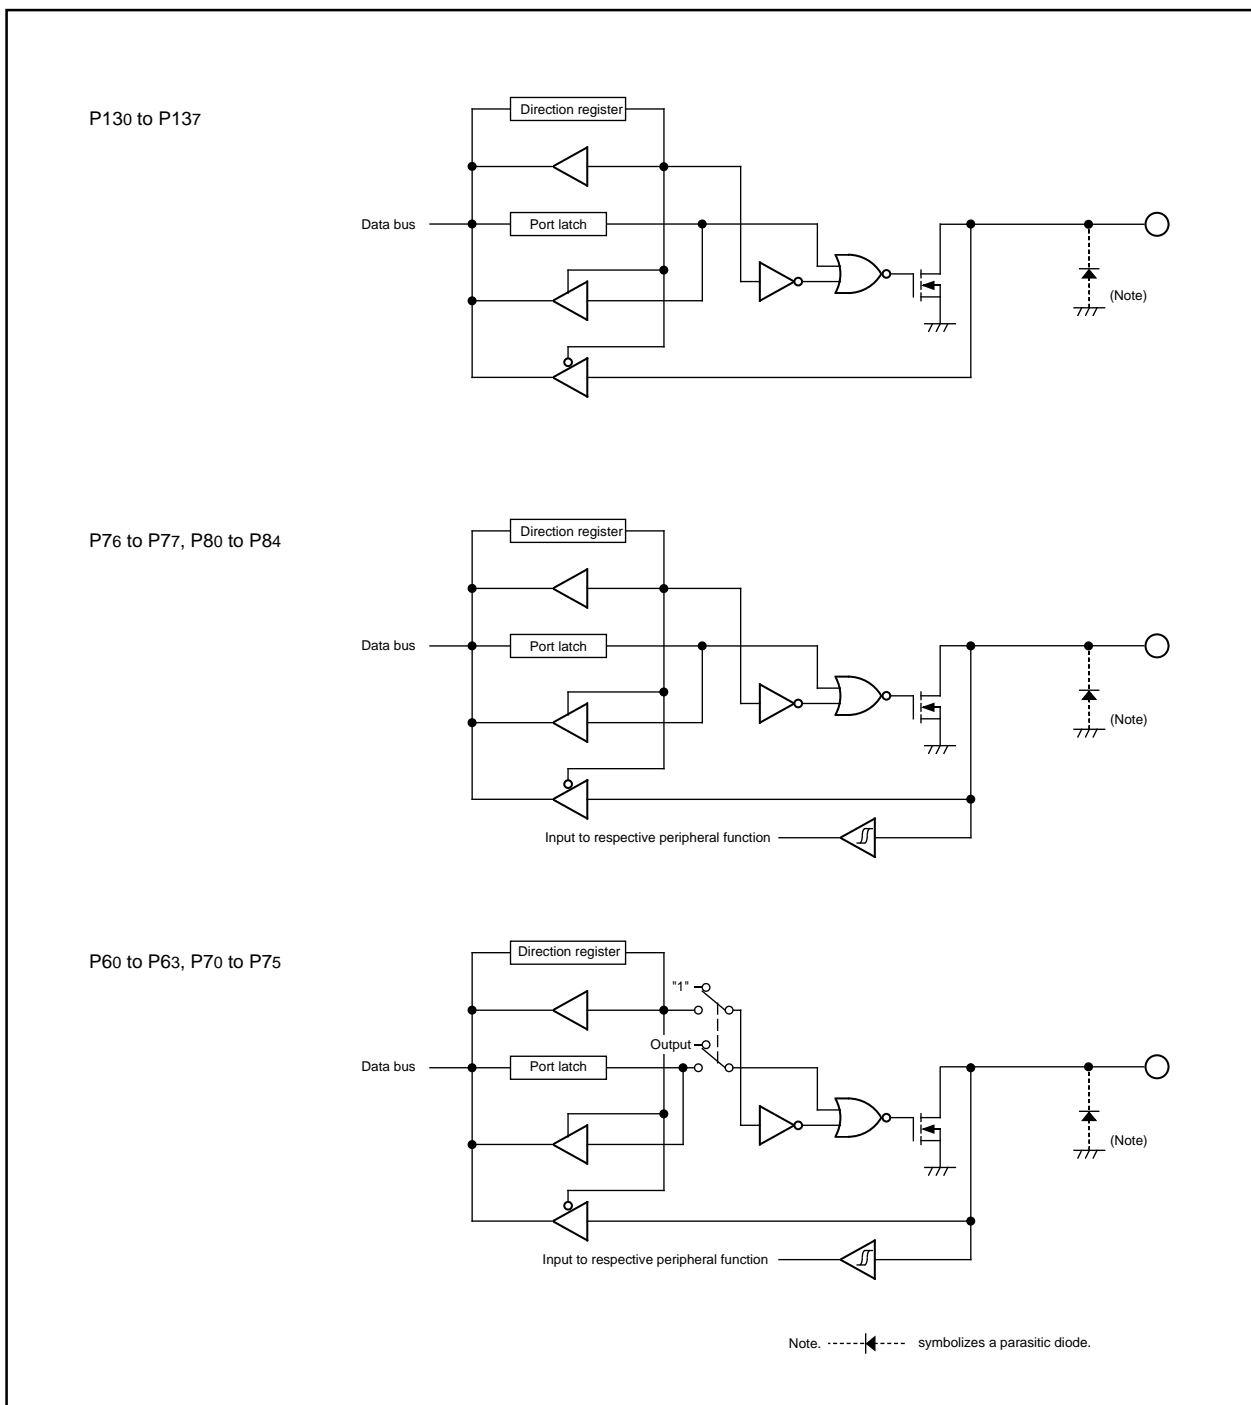 P130 to P137
Direction register
Data bus
Port latch
(Note)
P76 to P77, P80 to P84
Direction register
Data bus
Port latch
(Note)
Input to respective peripheral function
P60 to P63, P70 to P75
Direction register
"1"
Output
Data bus
Port latch
(Note)
Input to respective peripheral function
Note. symbolizes a parasitic diode.